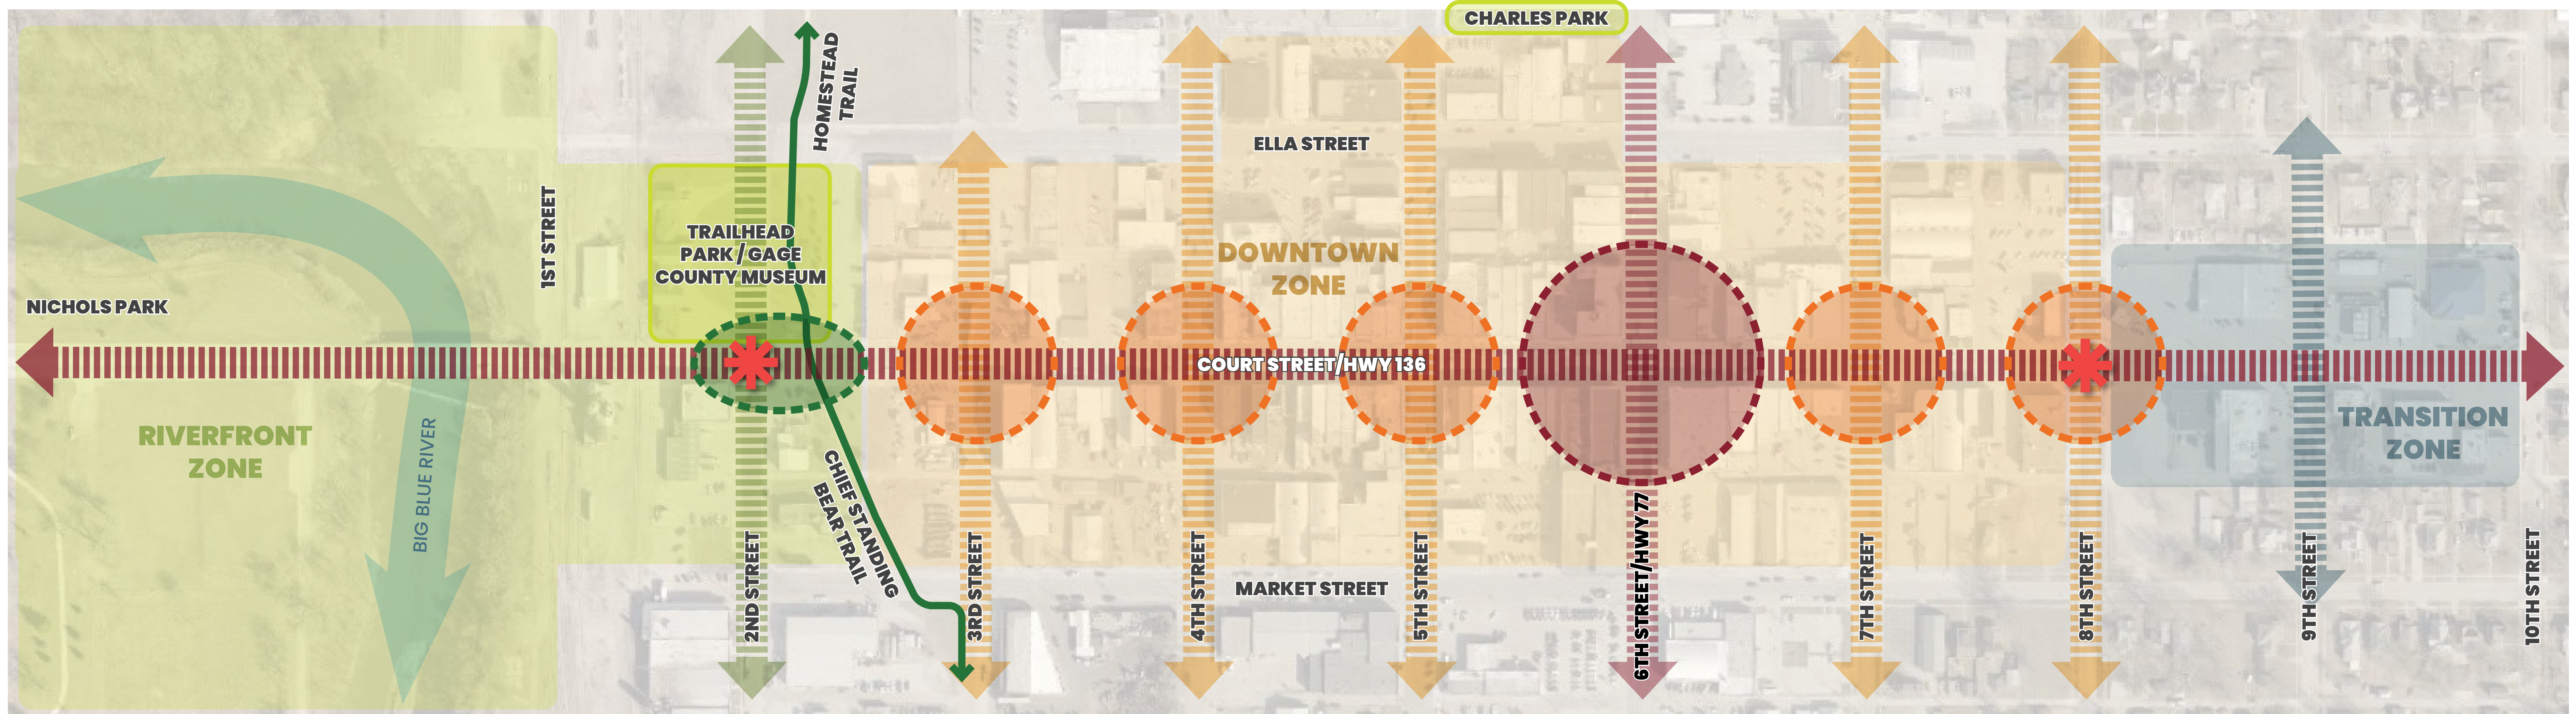 CHARLES PARK
HOMESTEAD
TRAIL
ELLA STREET
1ST STREET
TRAILHEAD
PARK / GAGE
COUNTY MUSEUM
DOWNTOWN
ZONE
NICHOLS PARK
COURT STREET/HWY 136
RIVERFRONT
ZONE
BIG BLUE RIVER
TRANSITION
ZONE
CHIEF STANDING
BEAR TRAIL
MARKET STREET
2ND STREET
3RD STREET
4TH STREET
5TH STREET
6TH STREET/HWY 77
7TH STREET
8TH STREET
9TH STREET
10TH STREET